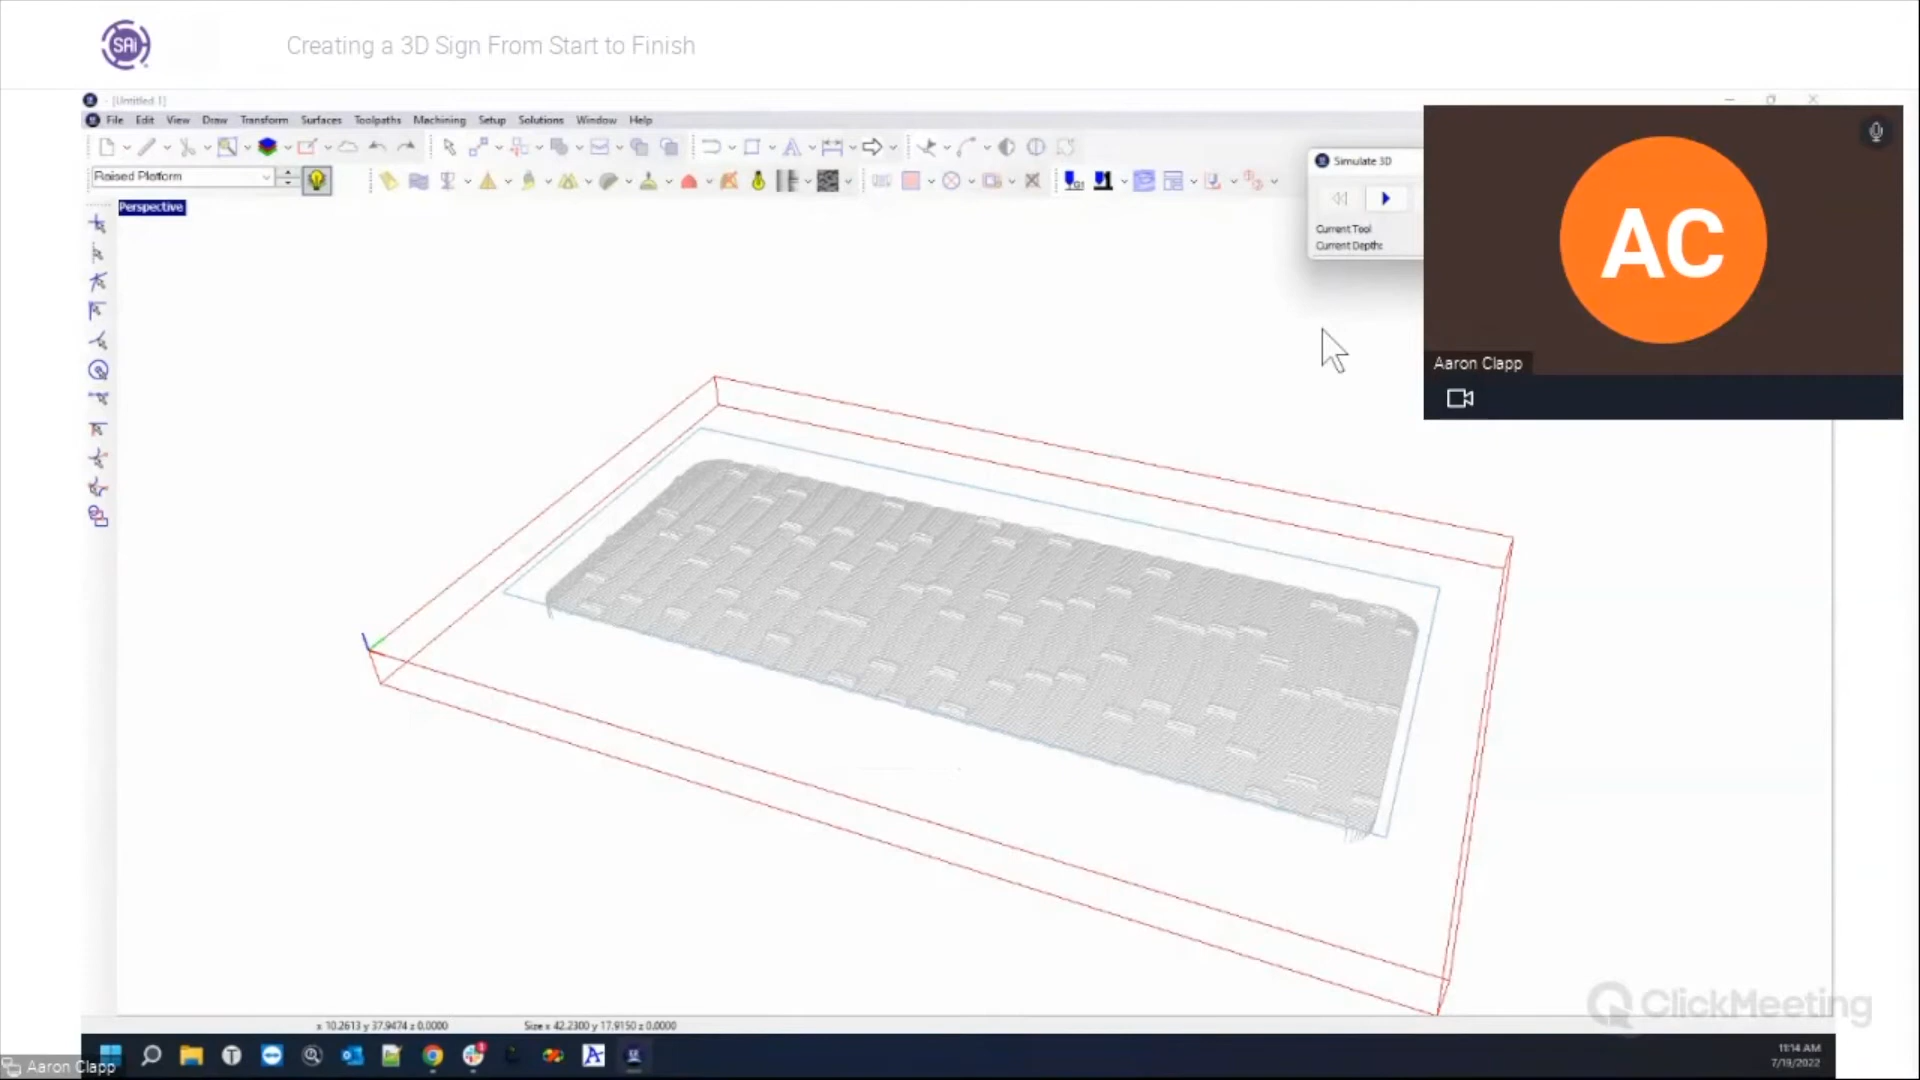 SAi
Creating a 3D Sign From Start to Finish
- [Untitled 1]
File Edit View Draw Transform Surfaces Toolpaths Machining Setup Solutions Window Help
Raised Platform
Perspective
Simulate 3D
Current Tool
Current Depth:
AC
Aaron Clapp
x 10.2613 y 37.9474 z 0.0000
Size x 42.2300 y 17.9150 z 0.0000
ClickMeeting
11:14 AM
7/19/2022
Aaron Clapp